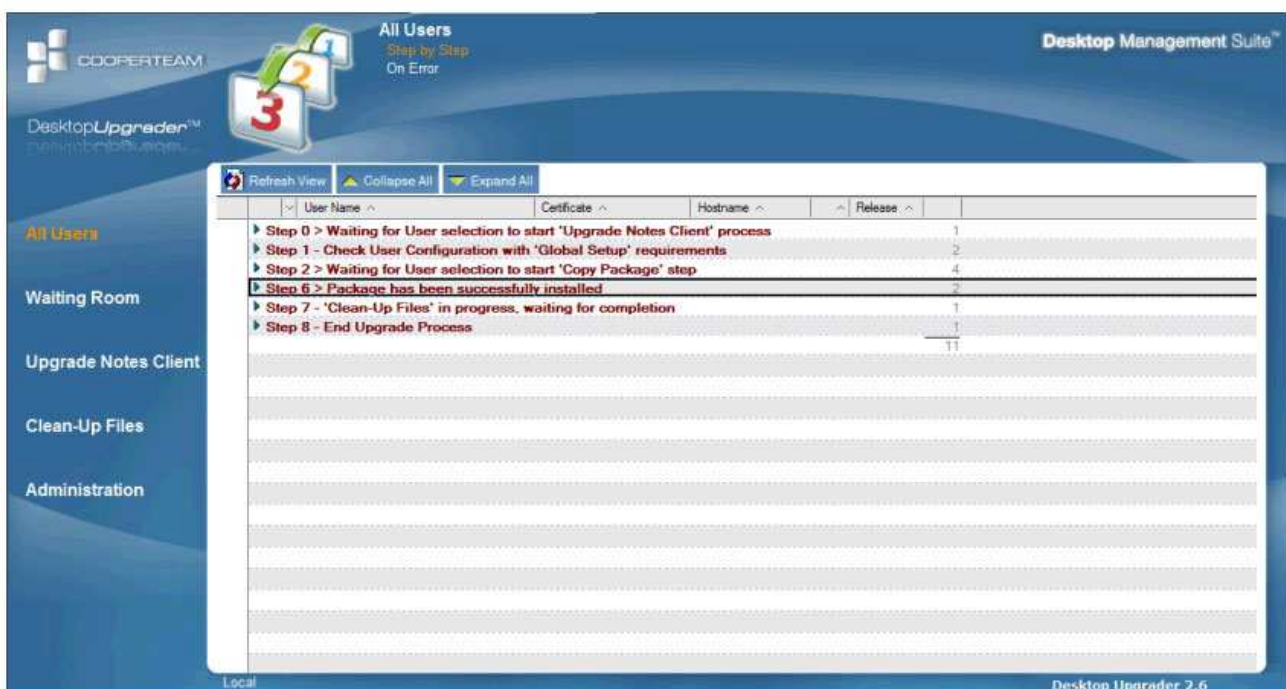 COOPERTEAM
DesktopUpgrader™
1
2
3
All Users
Step by Step
On Error
Desktop Management Suite™
All Users
Waiting Room
Upgrade Notes Client
Clean-Up Files
Administration
Refresh View Collapse All Expand All
User Name Certificate Hostname Release
Step 0 > Waiting for User selection to start 'Upgrade Notes Client' process 1
Step 1 - Check User Configuration with 'Global Setup' requirements 2
Step 2 > Waiting for User selection to start 'Copy Package' step 4
Step 6 > Package has been successfully installed 2
Step 7 - 'Clean-Up Files' in progress, waiting for completion 1
Step 8 - End Upgrade Process 1
11
Local
Desktop Upgrader 2.6